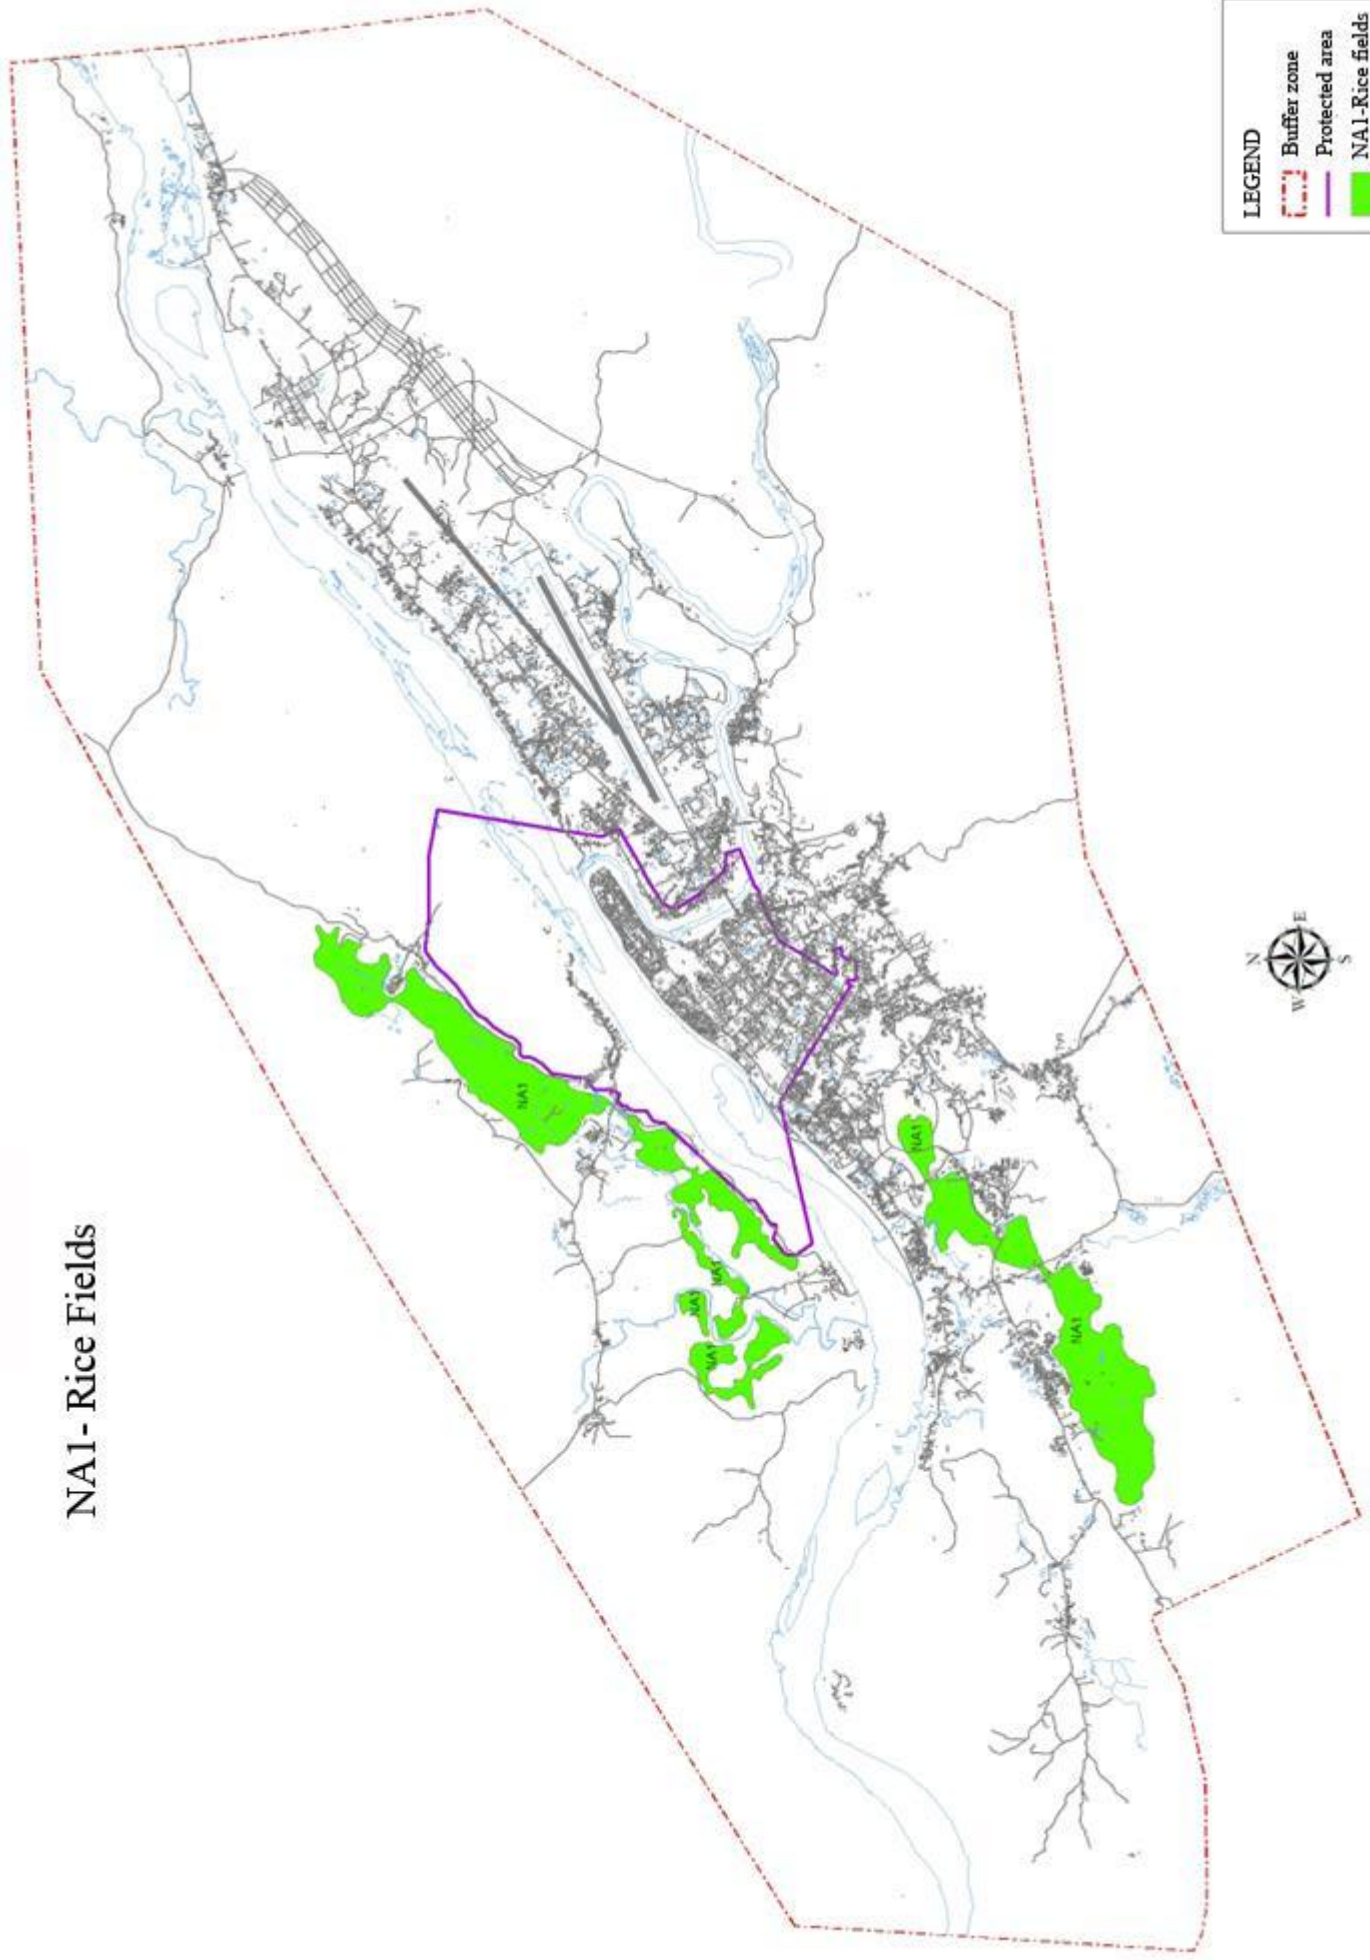 NA1- Rice Fields
NA1
NA1
NA1
NA1
NA1
NA1
N
W
E
S
LEGEND
Buffer zone
Protected area
NA1-Rice fields